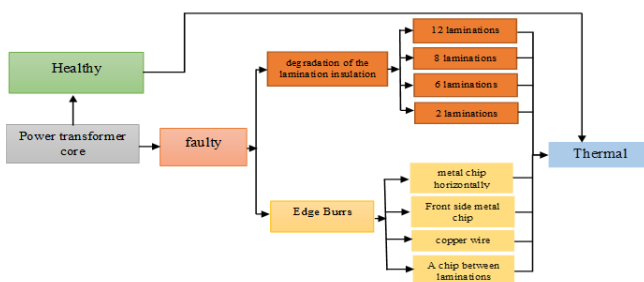 Healthy
Power transformer
core
faulty
degradation of the
lamination insulation
12 laminations
8 laminations
6 laminations
2 laminations
Edge Burrs
metal chip
horizontally
Front side metal
chip
copper wire
A chip between
laminations
Thermal